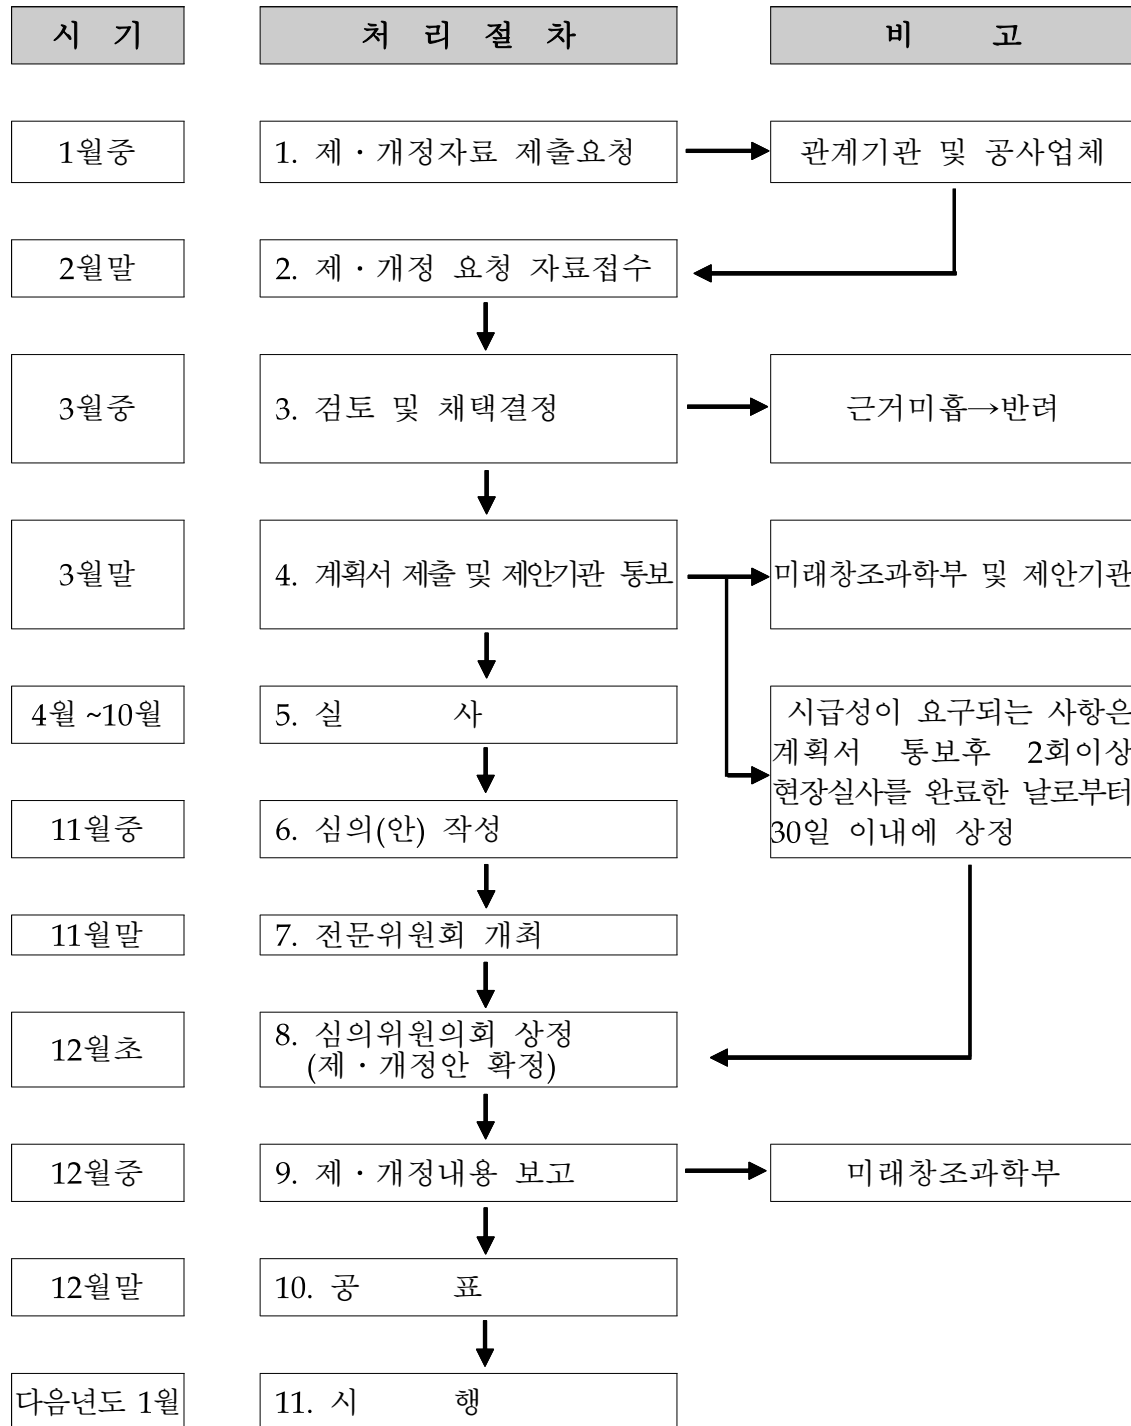 시 기
처 리 절 차
비 고
1월중
1. 제·개정자료 제출요청
관계기관 및 공사업체
2월말
2. 제·개정 요청 자료접수
3월중
3. 검토 및 채택결정
근거미흡→반려
3월말
4. 계획서 제출 및 제안기관 통보
미래창조과학부 및 제안기관
4월 ~10월
5. 실 사
시급성이 요구되는 사항은
계획서 통보후 2회이상
현장실사를 완료한 날로부터
30일 이내에 상정
11월중
6. 심의(안) 작성
11월말
7. 전문위원회 개최
12월초
8. 심의위원의회 상정
(제·개정안 확정)
12월중
9. 제·개정내용 보고
미래창조과학부
12월말
10. 공 표
다음년도 1월
11. 시 행